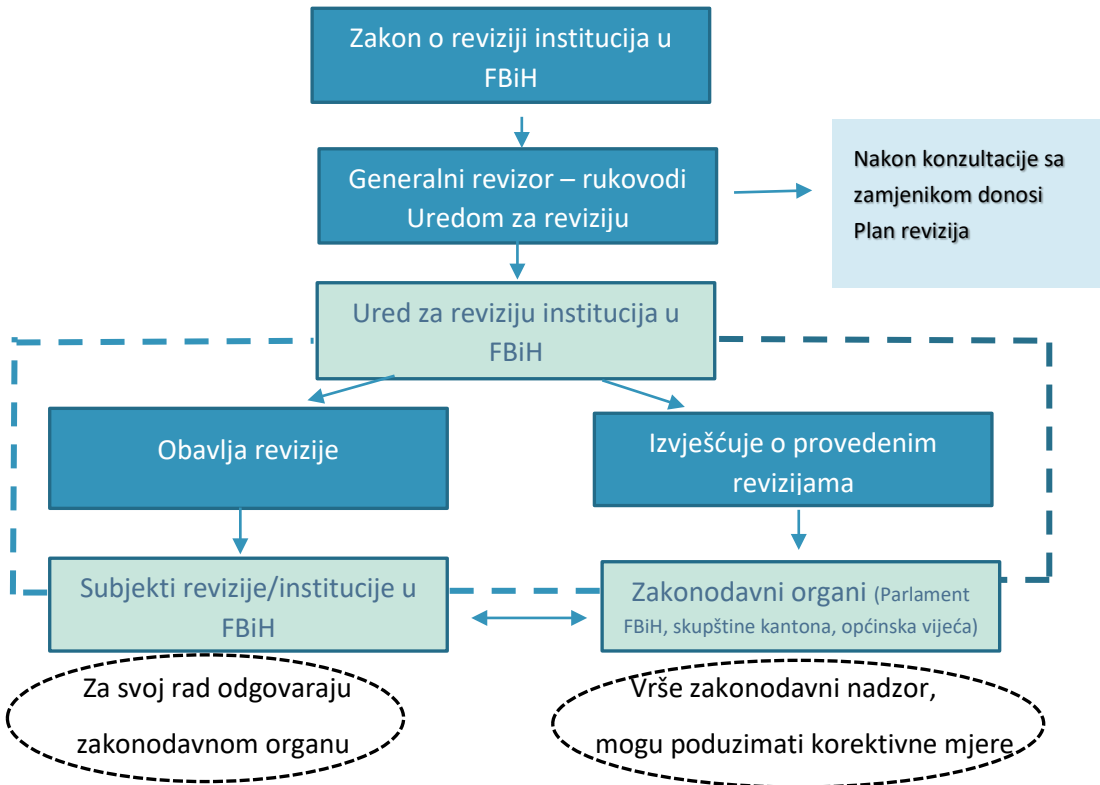 Zakon o reviziji institucija u
FBiH
Generalni revizor – rukovodi
Uredom za reviziju
Nakon konzultacije sa
zamjenikom donosi
Plan revizija
Ured za reviziju institucija u
FBiH
Obavlja revizije
Izvješćuje o provedenim
revizijama
Subjekti revizije/institucije u
FBiH
Zakonodavni organi (Parlament
FBiH, skupštine kantona, općinska vijeća)
Za svoj rad odgovaraju
zakonodavnom organu
Vrše zakonodavni nadzor,
mogu poduzimati korektivne mjere